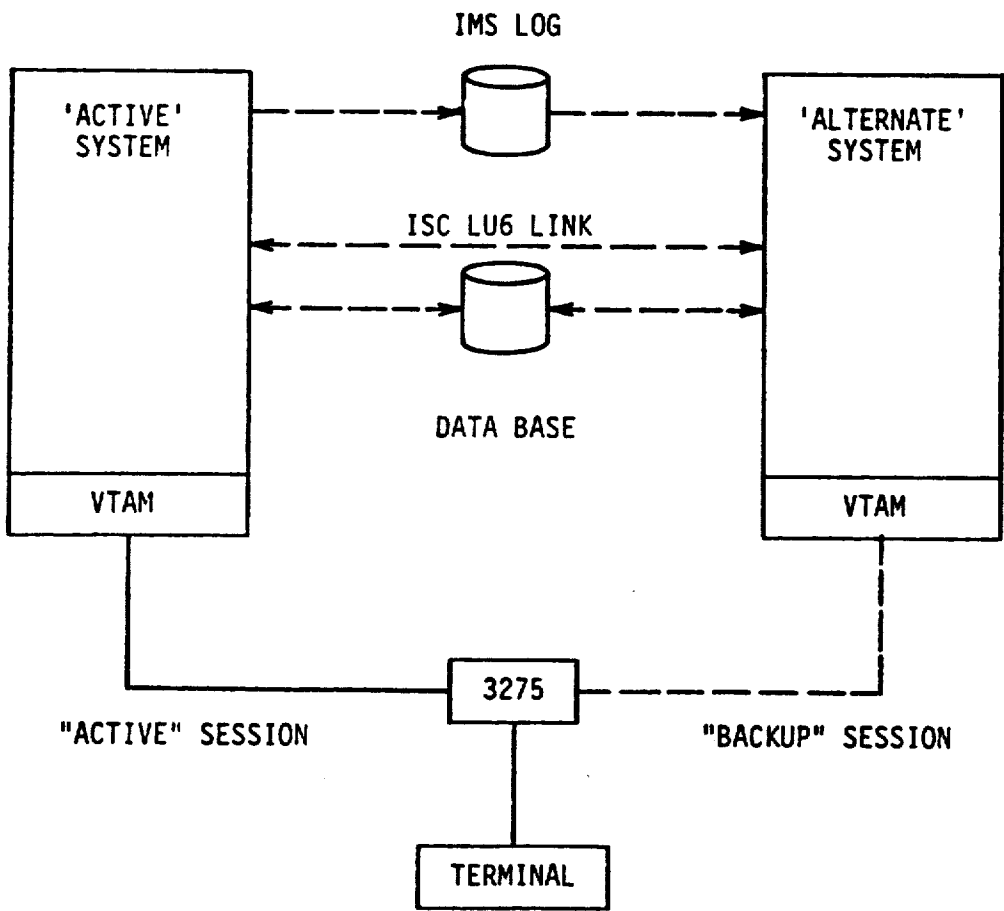 IMS LOG
'ACTIVE'
SYSTEM
'ALTERNATE'
SYSTEM
ISC LU6 LINK
DATA BASE
VTAM
VTAM
3275
"ACTIVE" SESSION
"BACKUP" SESSION
TERMINAL